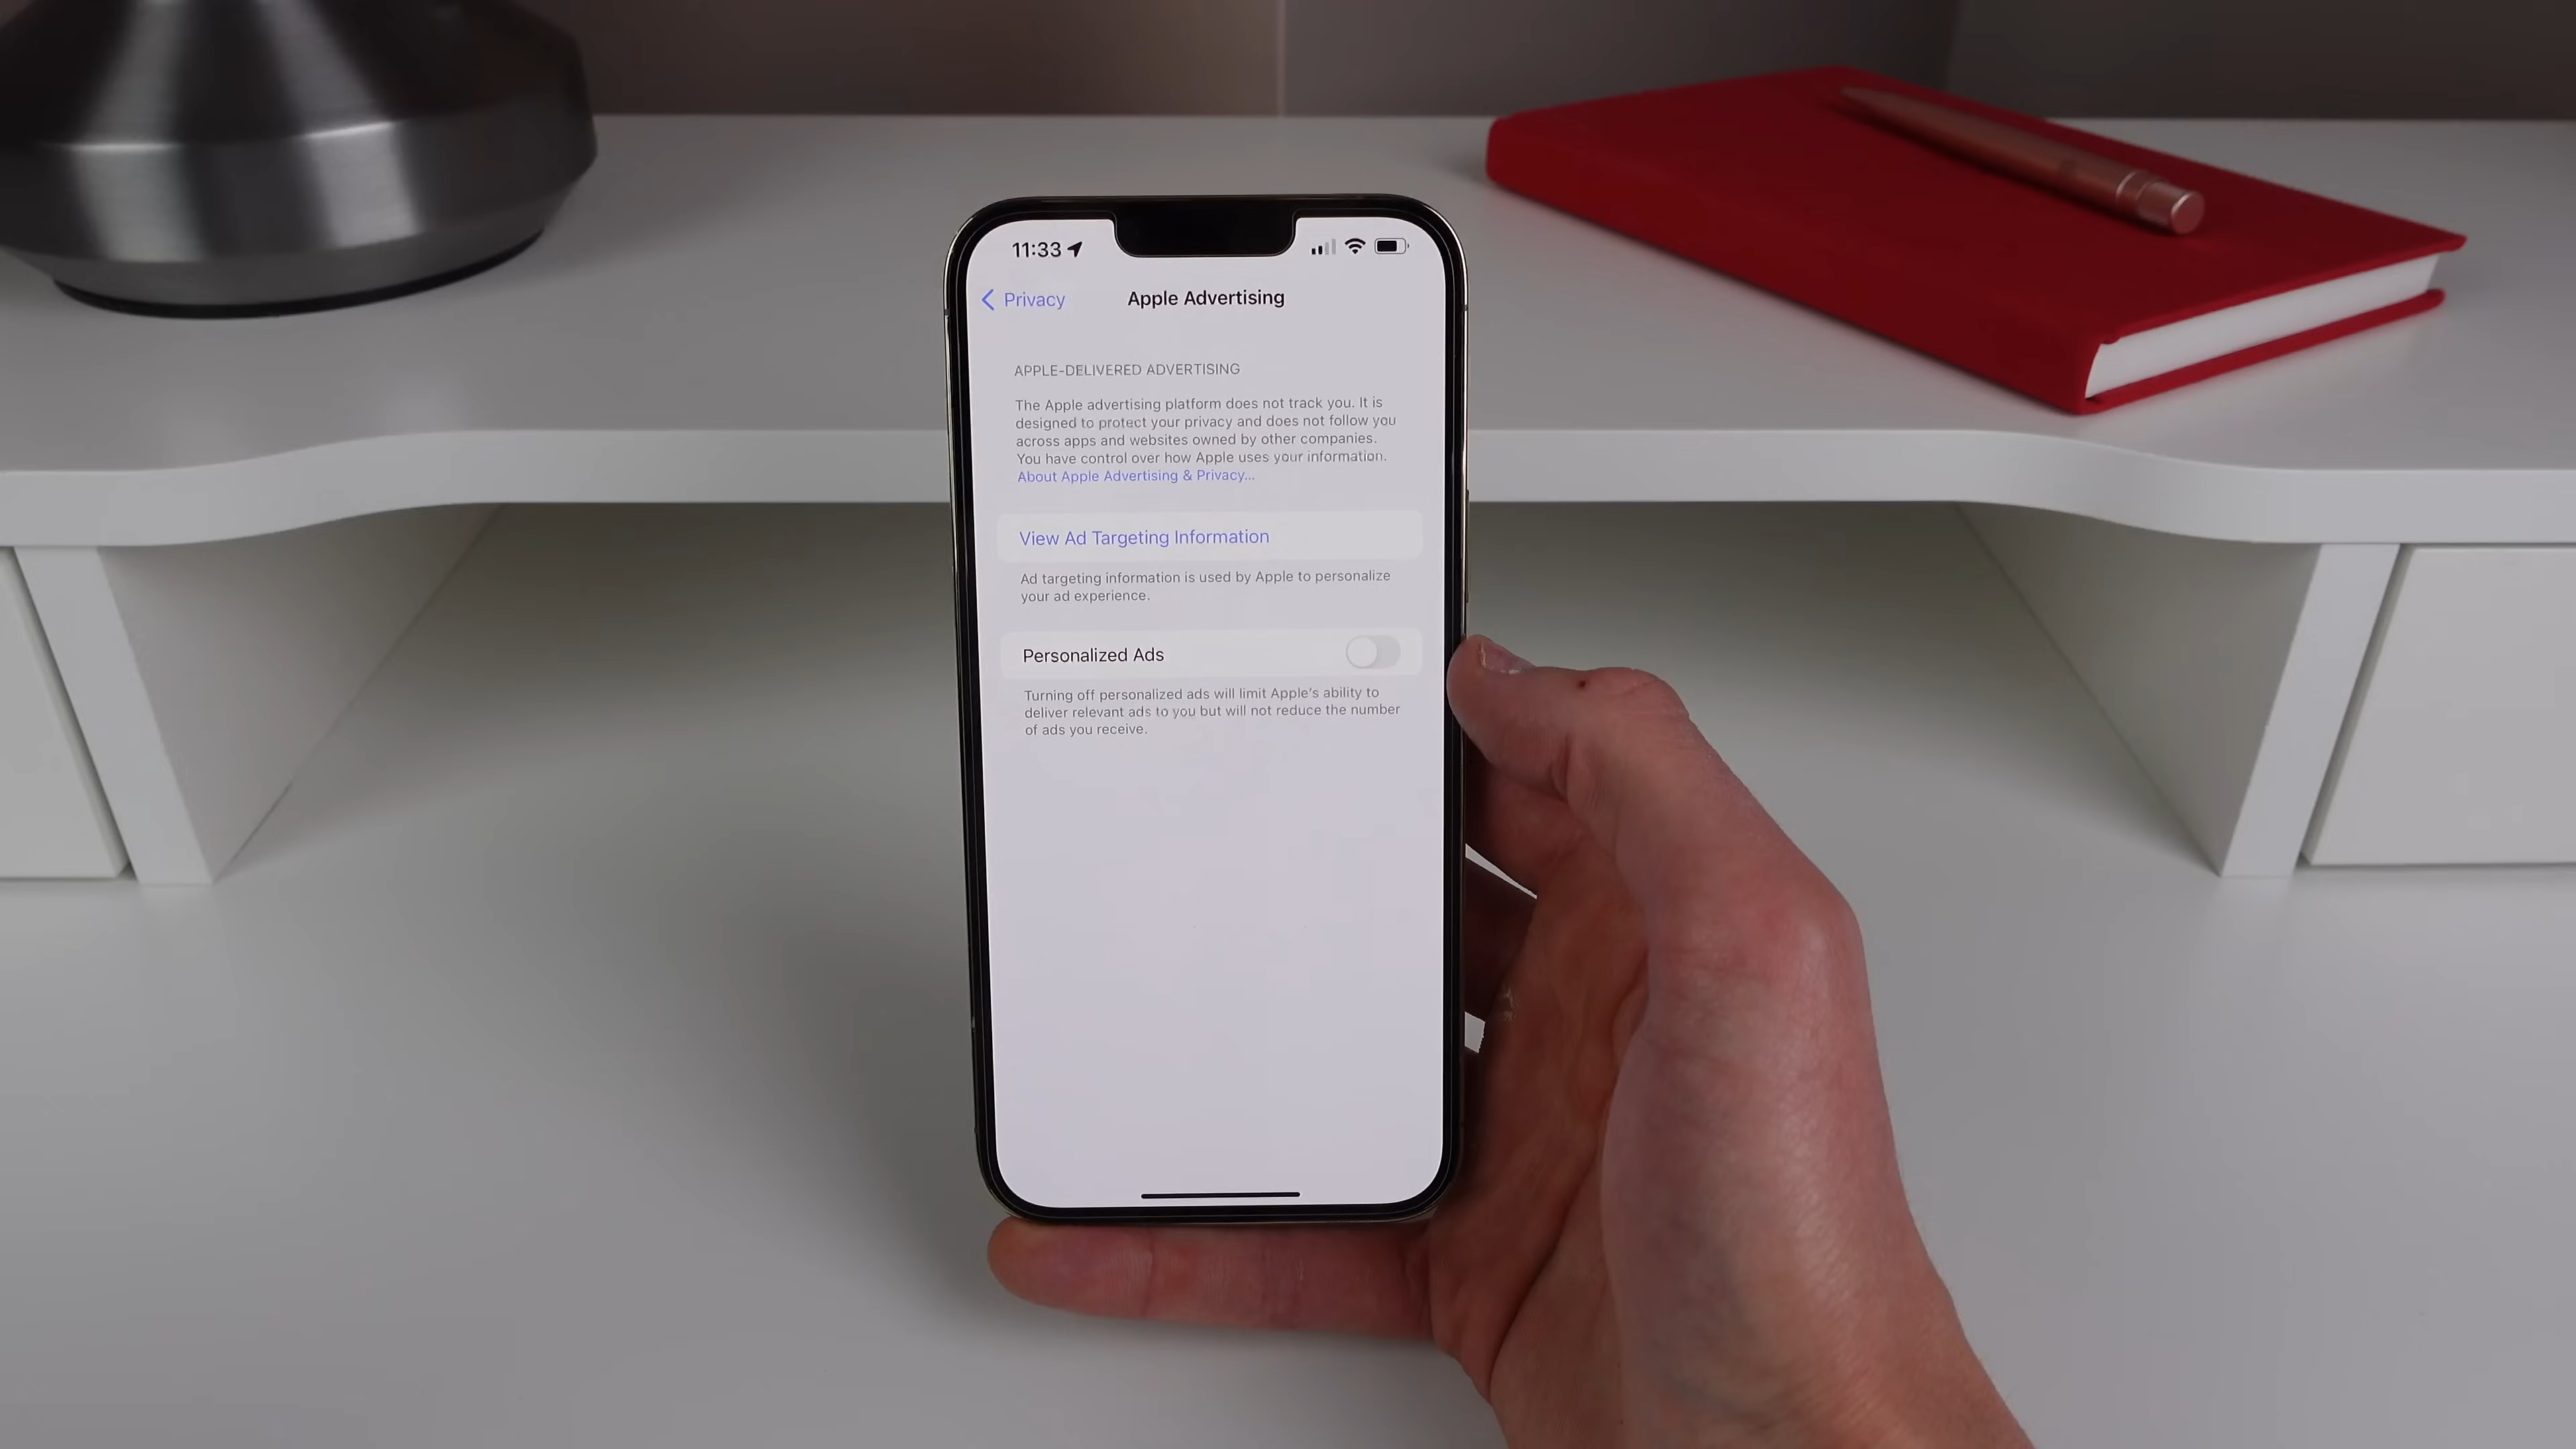 11:33
Privacy
Apple Advertising
APPLE-DELIVERED ADVERTISING
The Apple advertising platform does not track you. It is
designed to protect your privacy and does not follow you
across apps and websites owned by other companies.
You have control over how Apple uses your information.
About Apple Advertising & Privacy...
View Ad Targeting Information
Ad targeting information is used by Apple to personalize
your ad experience.
Personalized Ads
Turning off personalized ads will limit Apple's ability to
deliver relevant ads to you but will not reduce the number
of ads you receive.